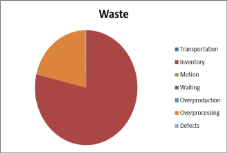 Waste
Transportation
Inventory
Motion
Waiting
Overproduction
Overprocessing
Defects